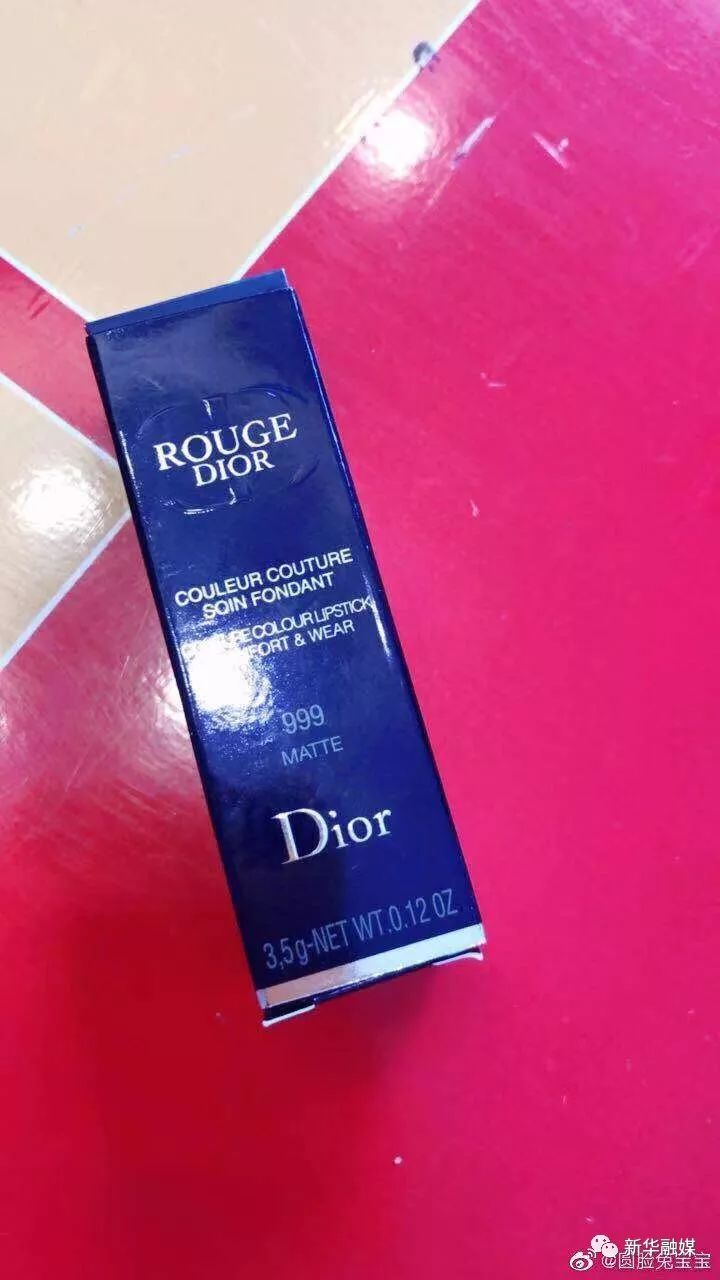 ROUGE
DIOR
COULEUR COUTURE
SOIN FONDANT
COLOUR LIPSTICK
& WEAR
999
MATTE
Dior
3,5g-NET WT.0.12 OZ
新华融媒
@圆脸兔宝宝